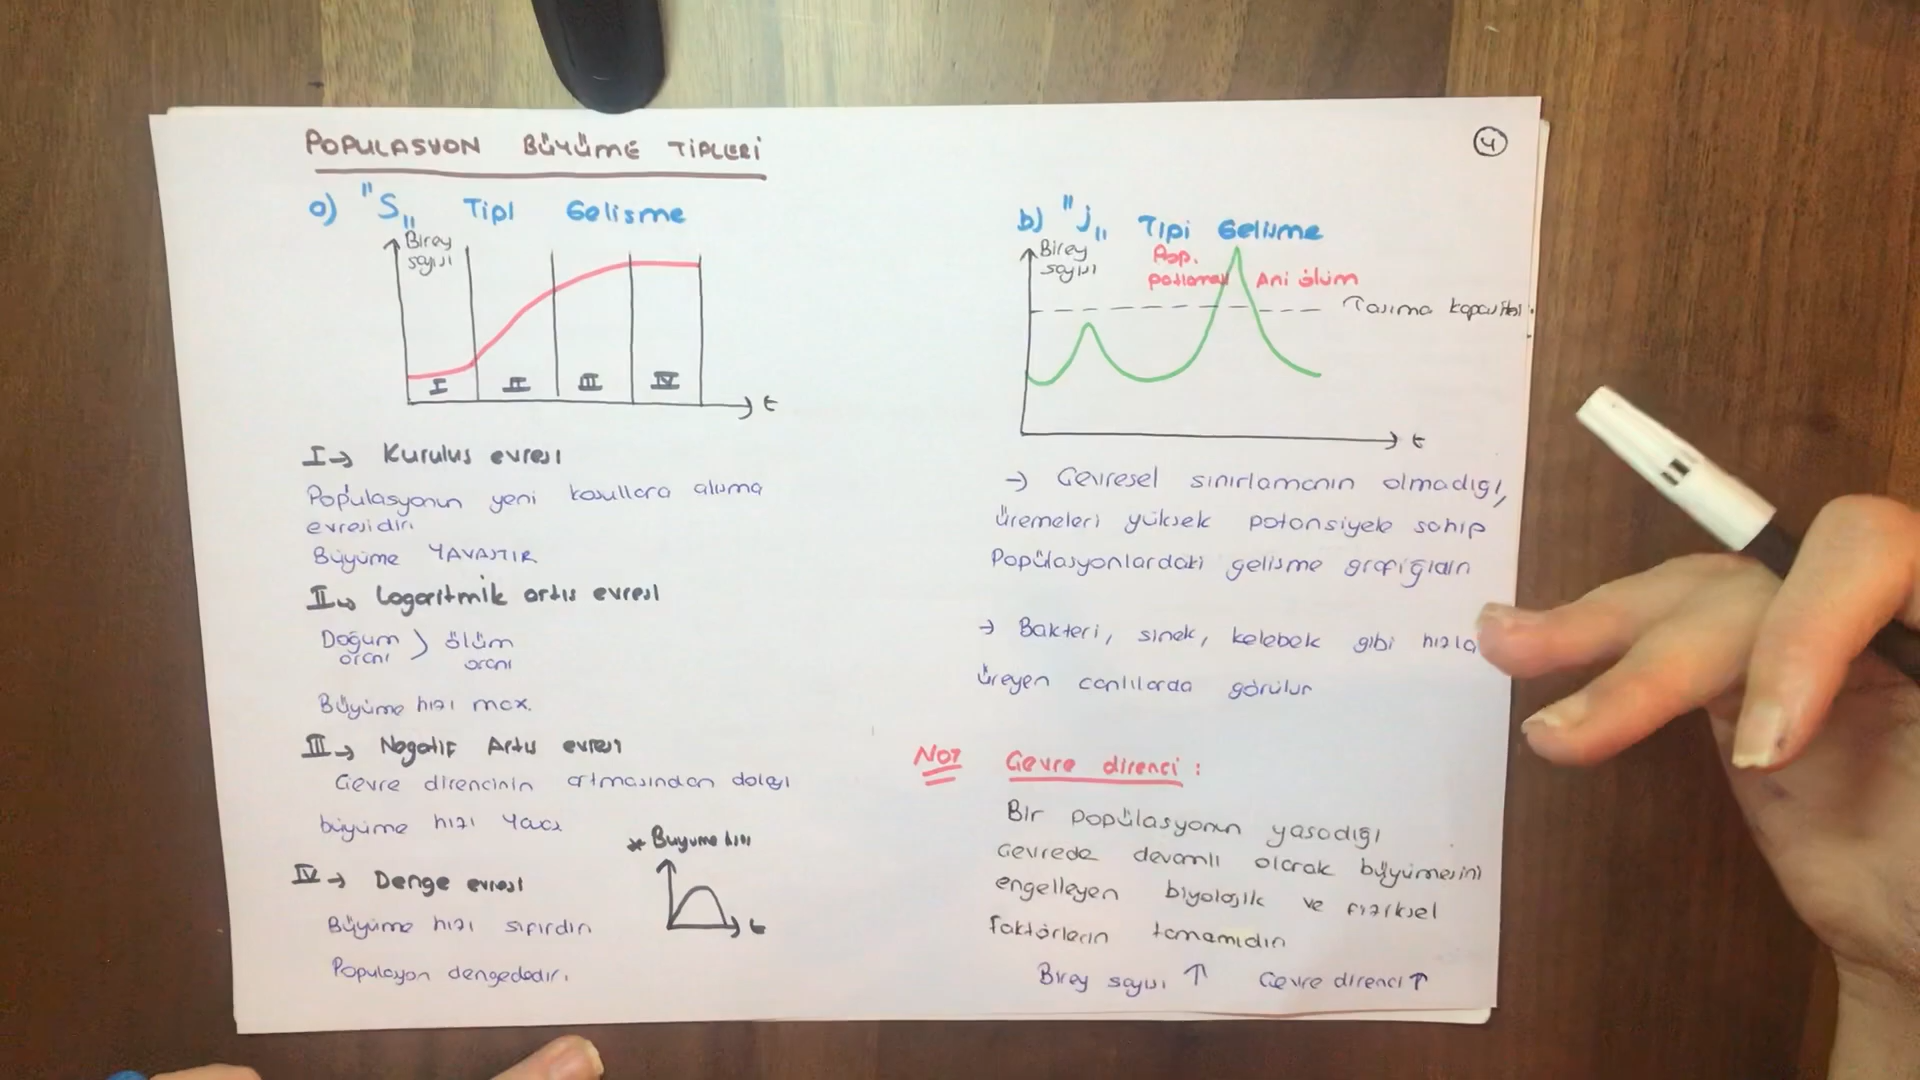 POPULASYON BÜYÜME TİPLERİ
4
a) "S" Tipi Gelişme
Birey
sayısı
I
II
III
IV
t
I→ Kuruluş evresi
Popülasyonun yeni koşullara alışma
evresidir.
Büyüme YAVAŞTIR
II→ Logaritmik artış evresi
Doğum > ölüm
oranı oranı
Büyüme hızı max.
III→ Negatif Artış evresi
Çevre direncinin artmasından dolayı
büyüme hızı
* Büyüme hızı
t
IV→ Denge evresi
Büyüme hızı sıfırdır
Populasyon dengededir.
b) "J" Tipi Gelişme
Birey
sayısı
Pop.
patlaması
Ani ölüm
Taşıma kapasitesi
t
→ Çevresel sınırlamanın olmadığı,
üremeleri yüksek potansiyele sahip
Popülasyonlardaki gelişme grafiğidir
→ Bakteri, sinek, kelebek gibi hızla
üreyen canlılarda görülür
NOT Çevre direnci :
Bir popülasyonun yaşadığı
çevrede devamlı olarak büyümesini
engelleyen biyolojik ve fiziksel
faktörlerin tamamıdır
Birey sayısı ↑ Çevre direnci ↑